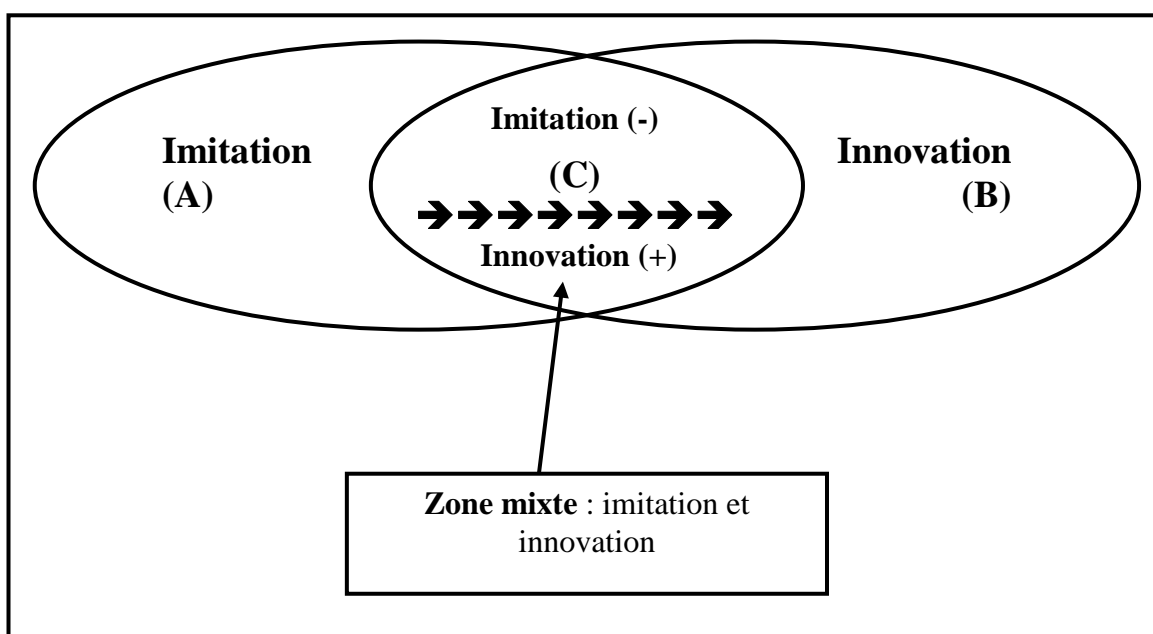 Imitation
(A)
Imitation (-)
(C)
Innovation (+)
Innovation
(B)
Zone mixte : imitation et
innovation